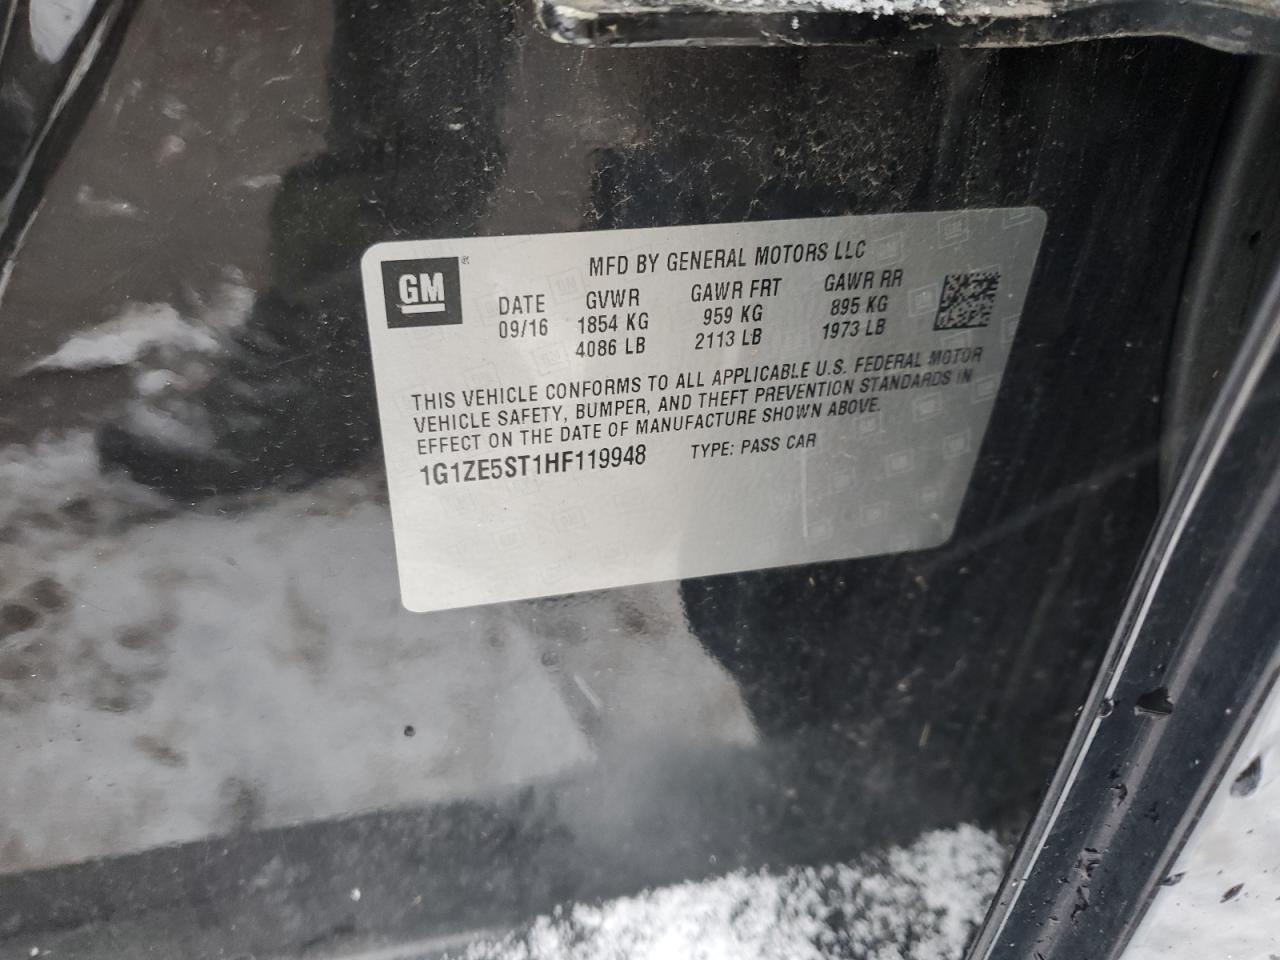 GM®
MFD BY GENERAL MOTORS LLC
DATE GVWR GAWR FRT GAWR RR
09/16 1854 KG 959 KG 895 KG
4086 LB 2113 LB 1973 LB
THIS VEHICLE CONFORMS TO ALL APPLICABLE U.S. FEDERAL MOTOR
VEHICLE SAFETY, BUMPER, AND THEFT PREVENTION STANDARDS IN
EFFECT ON THE DATE OF MANUFACTURE SHOWN ABOVE.
1G1ZE5ST1HF119948 TYPE: PASS CAR